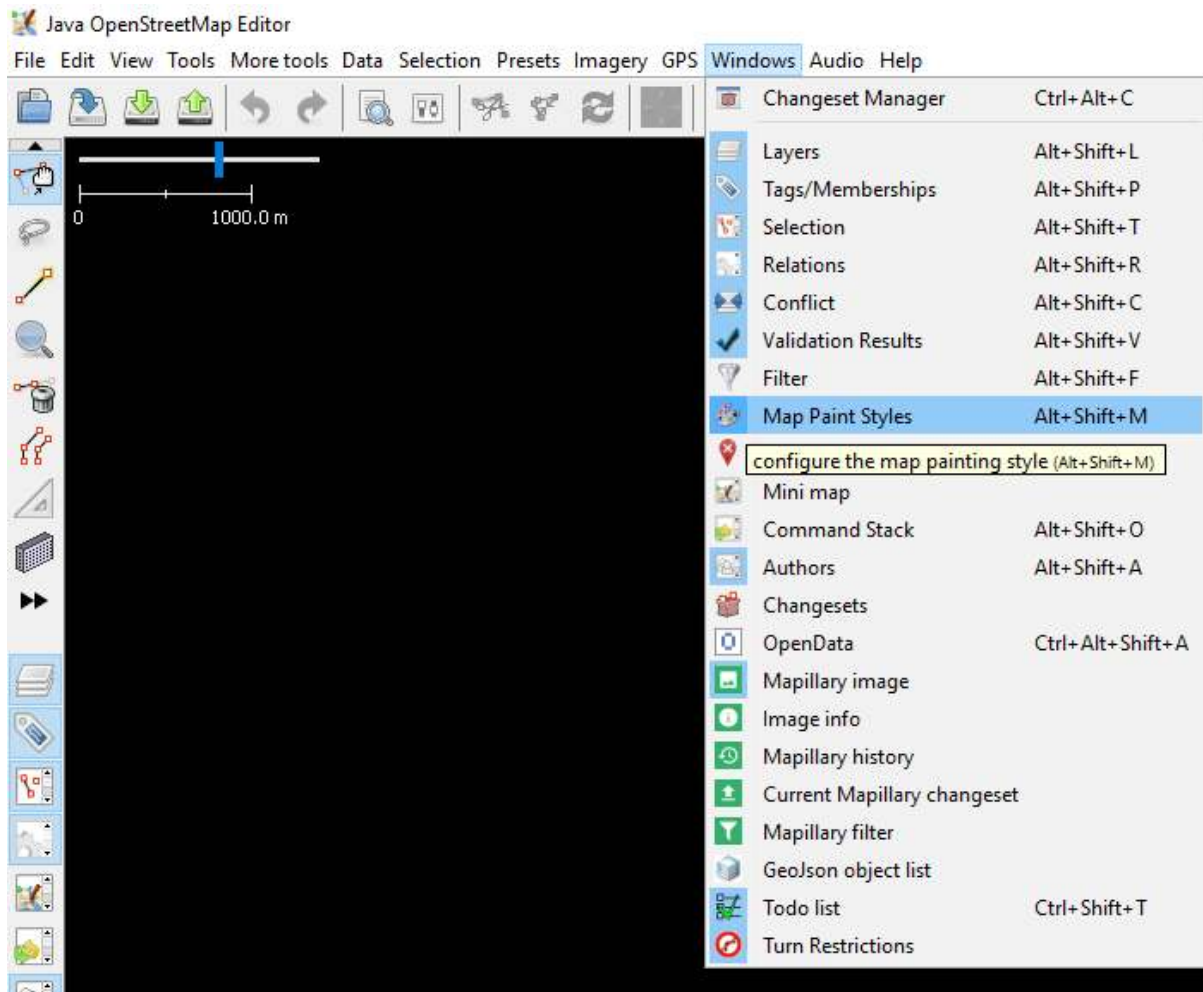 Java OpenStreetMap Editor
File Edit View Tools More tools Data Selection Presets Imagery GPS Windows Audio Help
Changeset Manager Ctrl+Alt+C
Layers Alt+Shift+L
Tags/Memberships Alt+Shift+P
0 1000.0 m
Selection Alt+Shift+T
Relations Alt+Shift+R
Conflict Alt+Shift+C
Validation Results Alt+Shift+V
Filter Alt+Shift+F
Map Paint Styles Alt+Shift+M
configure the map painting style (Alt+Shift+M)
Mini map
Command Stack Alt+Shift+O
Authors Alt+Shift+A
Changesets
OpenData Ctrl+Alt+Shift+A
Mapillary image
Image info
Mapillary history
Current Mapillary changeset
Mapillary filter
GeoJson object list
Todo list Ctrl+Shift+T
Turn Restrictions